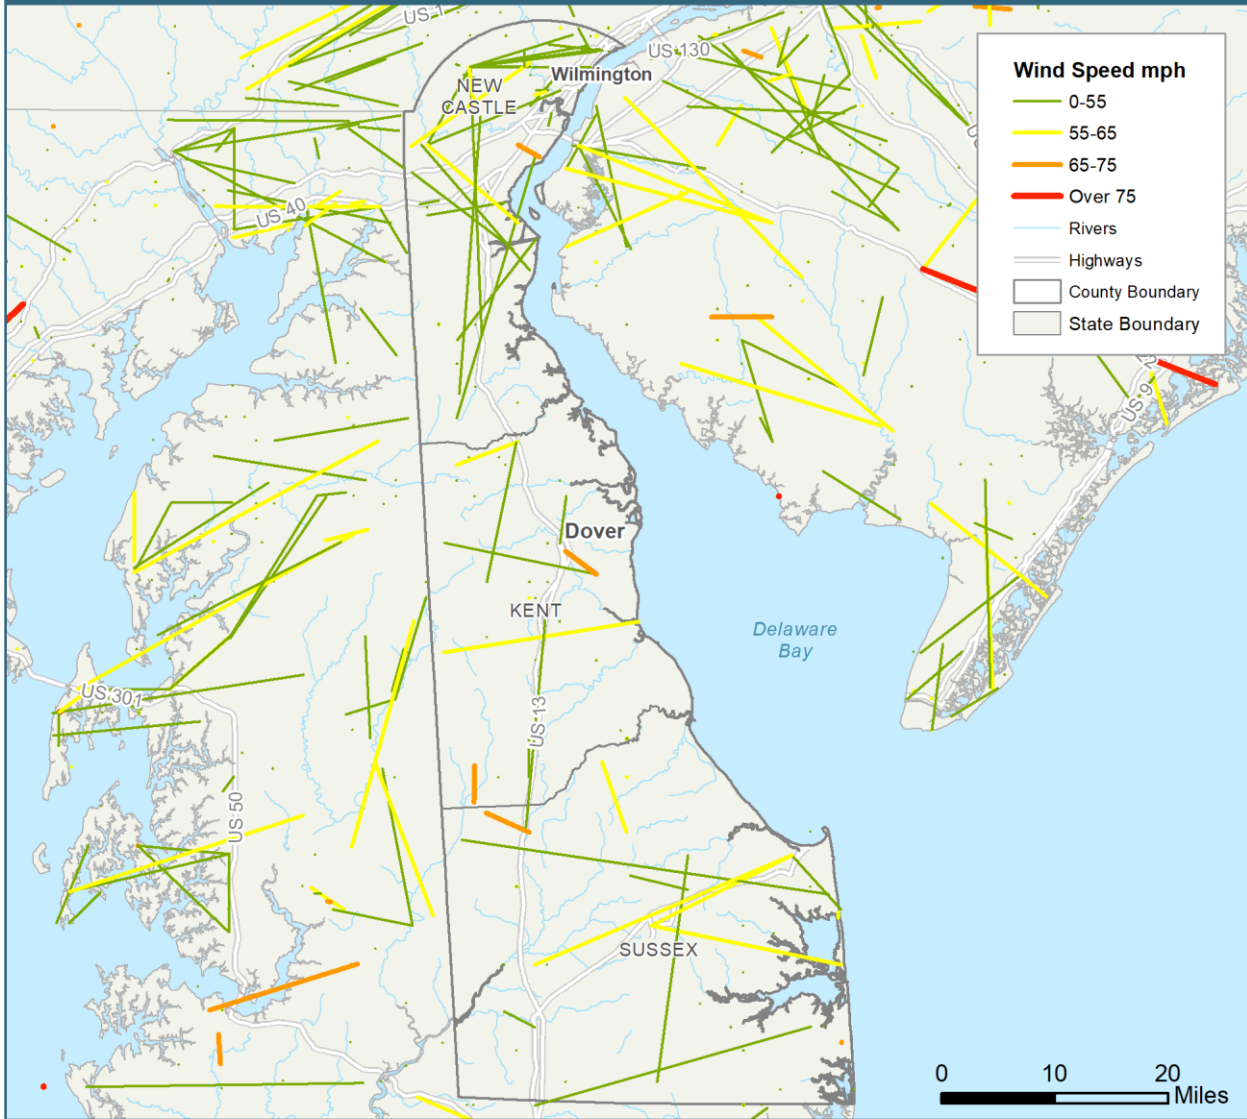 US 1
US 130
Wilmington
NEW
CASTLE
US 40
Wind Speed mph
0-55
55-65
65-75
Over 75
Rivers
Highways
County Boundary
State Boundary
US 9
Dover
KENT
Delaware
Bay
US 301
US 13
US 50
SUSSEX
0 10 20
Miles